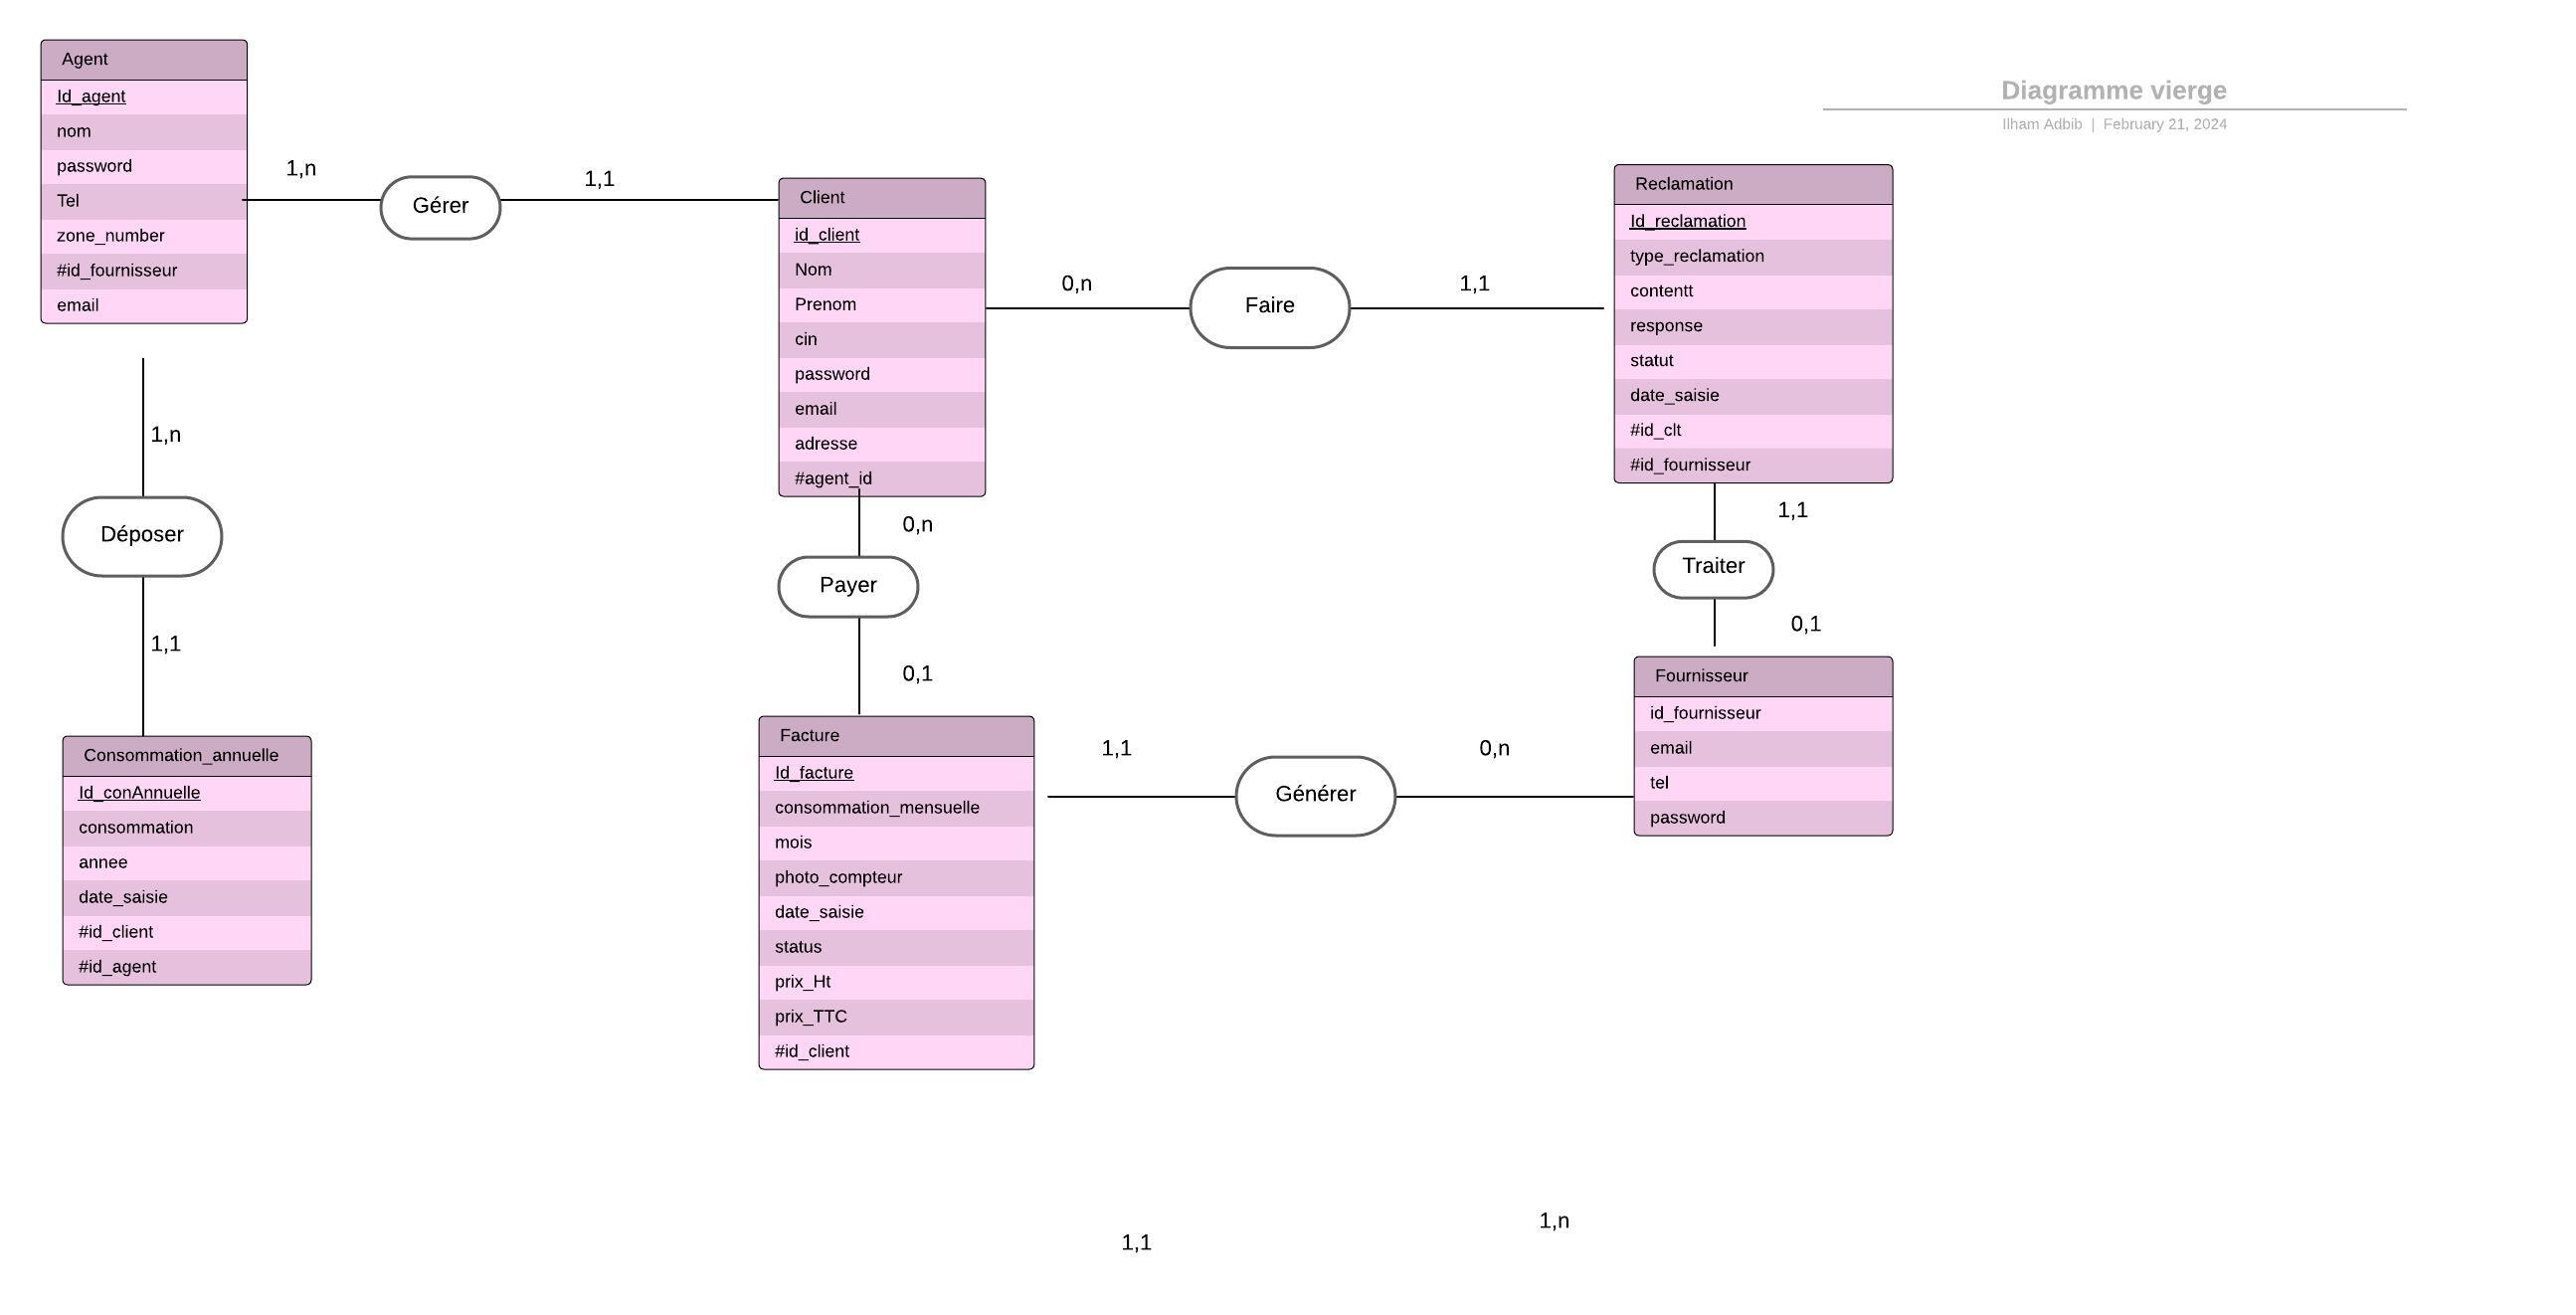 Diagramme vierge
Ilham Adbib | February 21, 2024
Agent
Id_agent
nom
password
Tel
zone_number
#id_fournisseur
email
1,n
Gérer
1,1
Client
id_client
Nom
Prenom
cin
password
email
adresse
#agent_id
0,n
Faire
1,1
Reclamation
Id_reclamation
type_reclamation
contentt
response
statut
date_saisie
#id_clt
#id_fournisseur
1,n
Déposer
1,1
0,n
Payer
0,1
1,1
Traiter
0,1
Consommation_annuelle
Id_conAnnuelle
consommation
annee
date_saisie
#id_client
#id_agent
Facture
Id_facture
consommation_mensuelle
mois
photo_compteur
date_saisie
status
prix_Ht
prix_TTC
#id_client
1,1
Générer
0,n
Fournisseur
id_fournisseur
email
tel
password
1,n
1,1